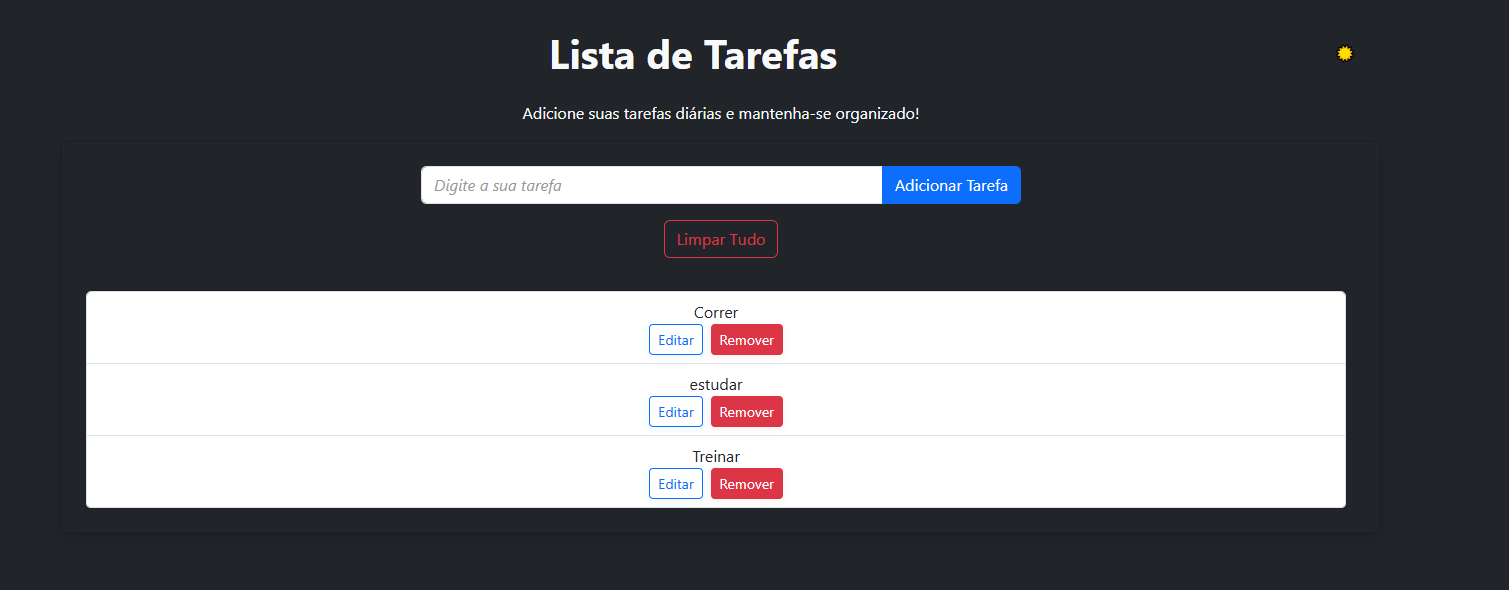 Lista de Tarefas
Adicione suas tarefas diárias e mantenha-se organizado!
Digite a sua tarefa Adicionar Tarefa
Limpar Tudo
Correr
Editar Remover
estudar
Editar Remover
Treinar
Editar Remover